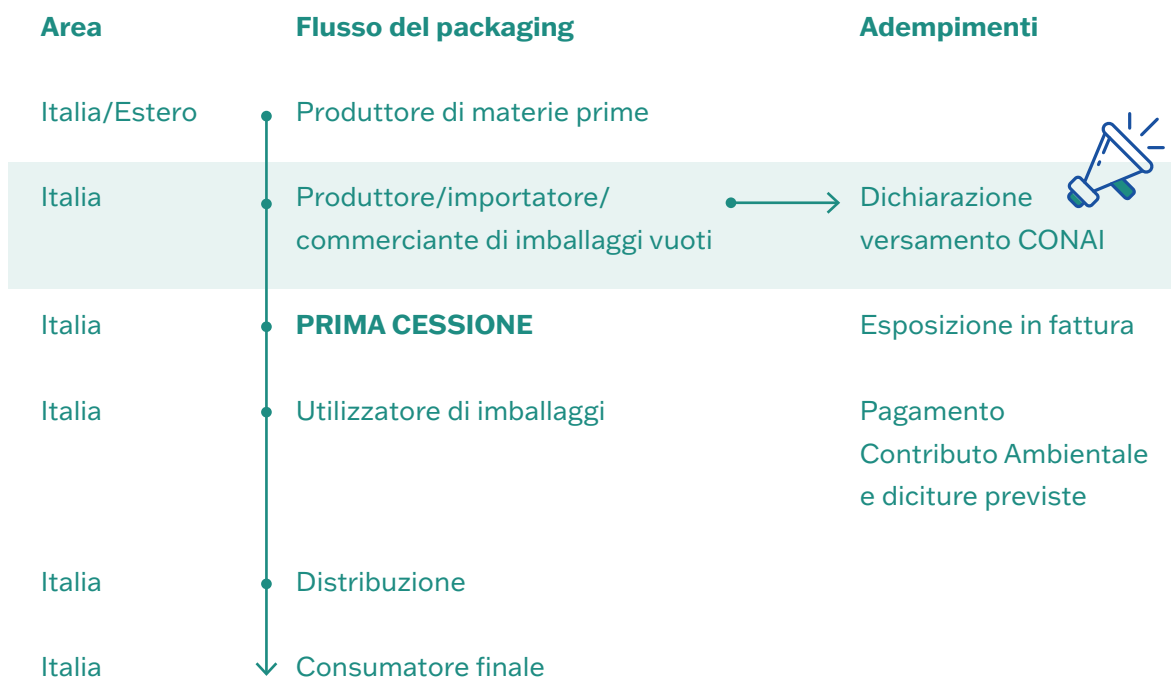 Area Flusso del packaging Adempimenti
Italia/Estero Produttore di materie prime
Italia Produttore/importatore/ Dichiarazione
commerciante di imballaggi vuoti versamento CONAI
Italia PRIMA CESSIONE Esposizione in fattura
Italia Utilizzatore di imballaggi Pagamento
Contributo Ambientale
e diciture previste
Italia Distribuzione
Italia Consumatore finale